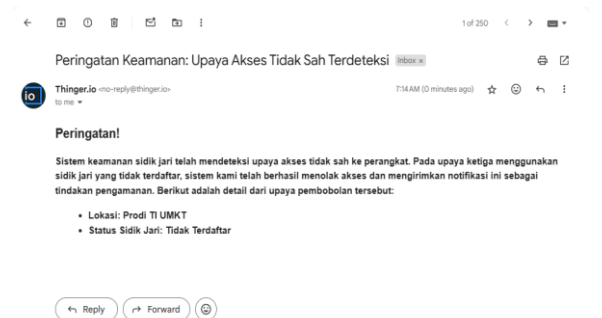 1 of 250
Peringatan Keamanan: Upaya Akses Tidak Sah Terdeteksi Inbox x
Thinger.io <no-reply@thinger.io> 7:14 AM (0 minutes ago)
to me
io
Peringatan!
Sistem keamanan sidik jari telah mendeteksi upaya akses tidak sah ke perangkat. Pada upaya ketiga menggunakan
sidik jari yang tidak terdaftar, sistem kami telah berhasil menolak akses dan mengirimkan notifikasi ini sebagai
tindakan pengamanan. Berikut adalah detail dari upaya pembobolan tersebut:
• Lokasi: Prodi TI UMKT
• Status Sidik Jari: Tidak Terdaftar
Reply Forward